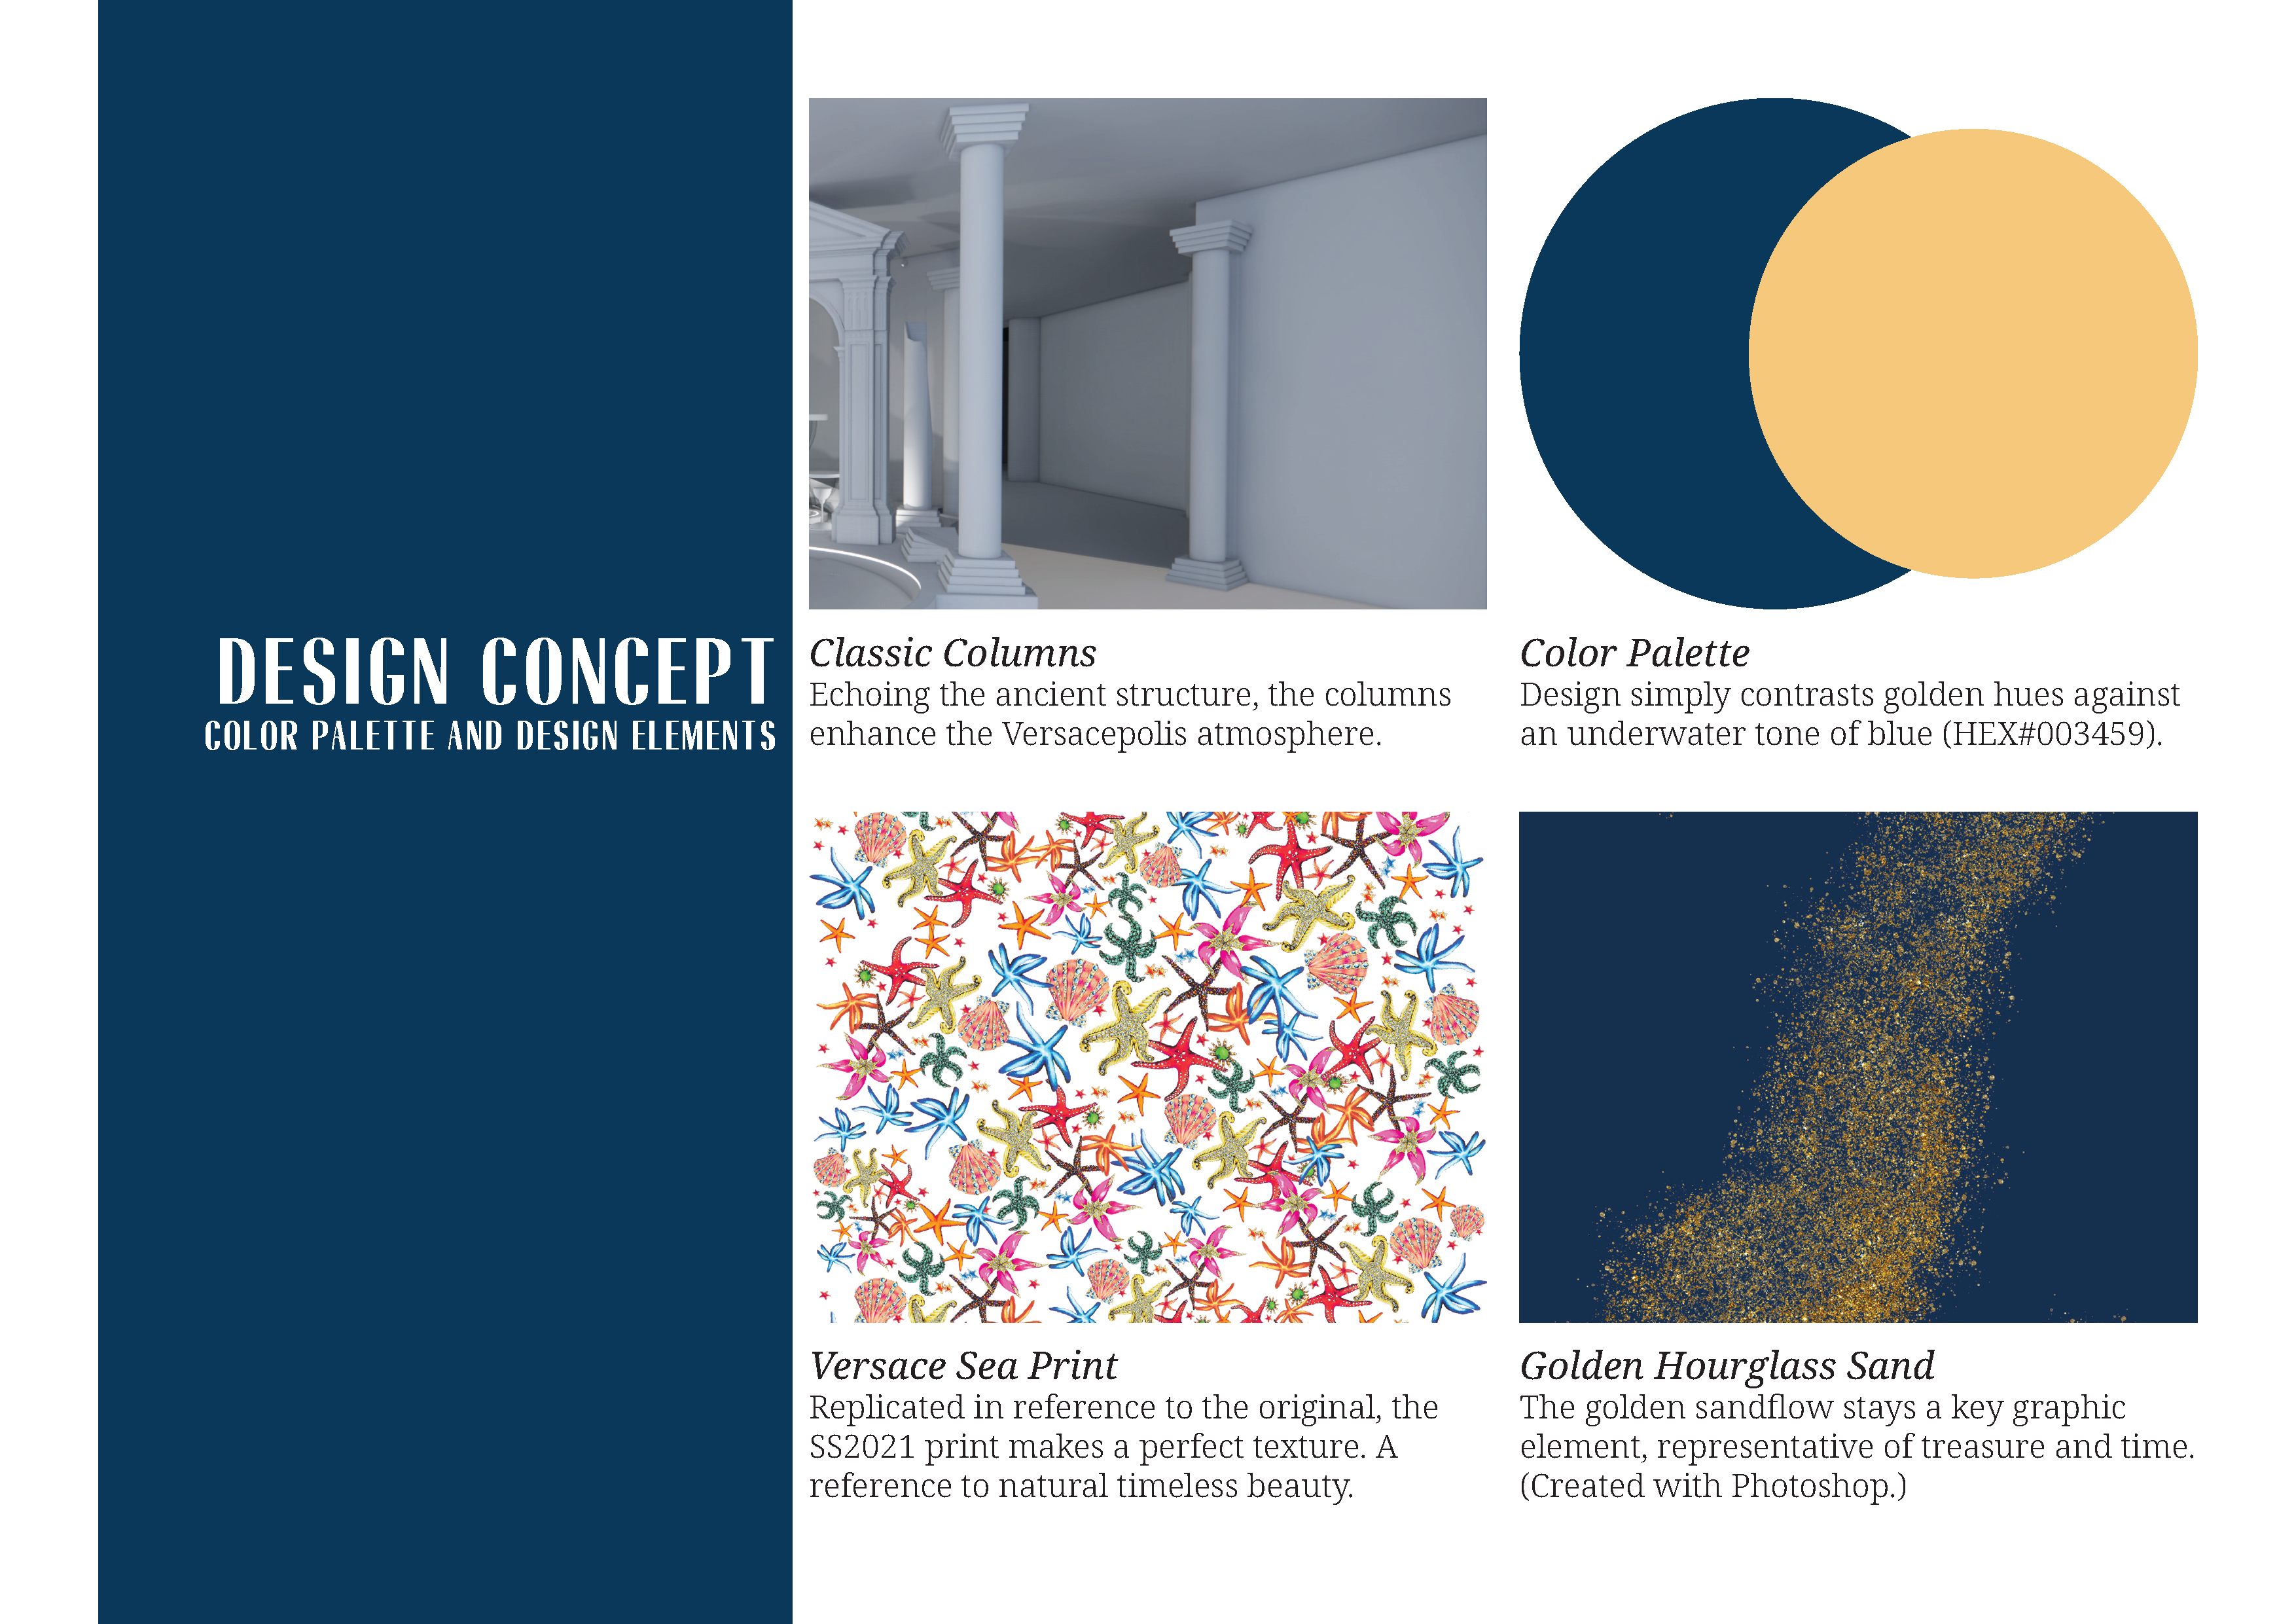 DESIGN CONCEPT
COLOR PALETTE AND DESIGN ELEMENTS
Classic Columns
Echoing the ancient structure, the columns
enhance the Versacepolis atmosphere.
Color Palette
Design simply contrasts golden hues against
an underwater tone of blue (HEX#003459).
Versace Sea Print
Replicated in reference to the original, the
SS2021 print makes a perfect texture. A
reference to natural timeless beauty.
Golden Hourglass Sand
The golden sandflow stays a key graphic
element, representative of treasure and time.
(Created with Photoshop.)